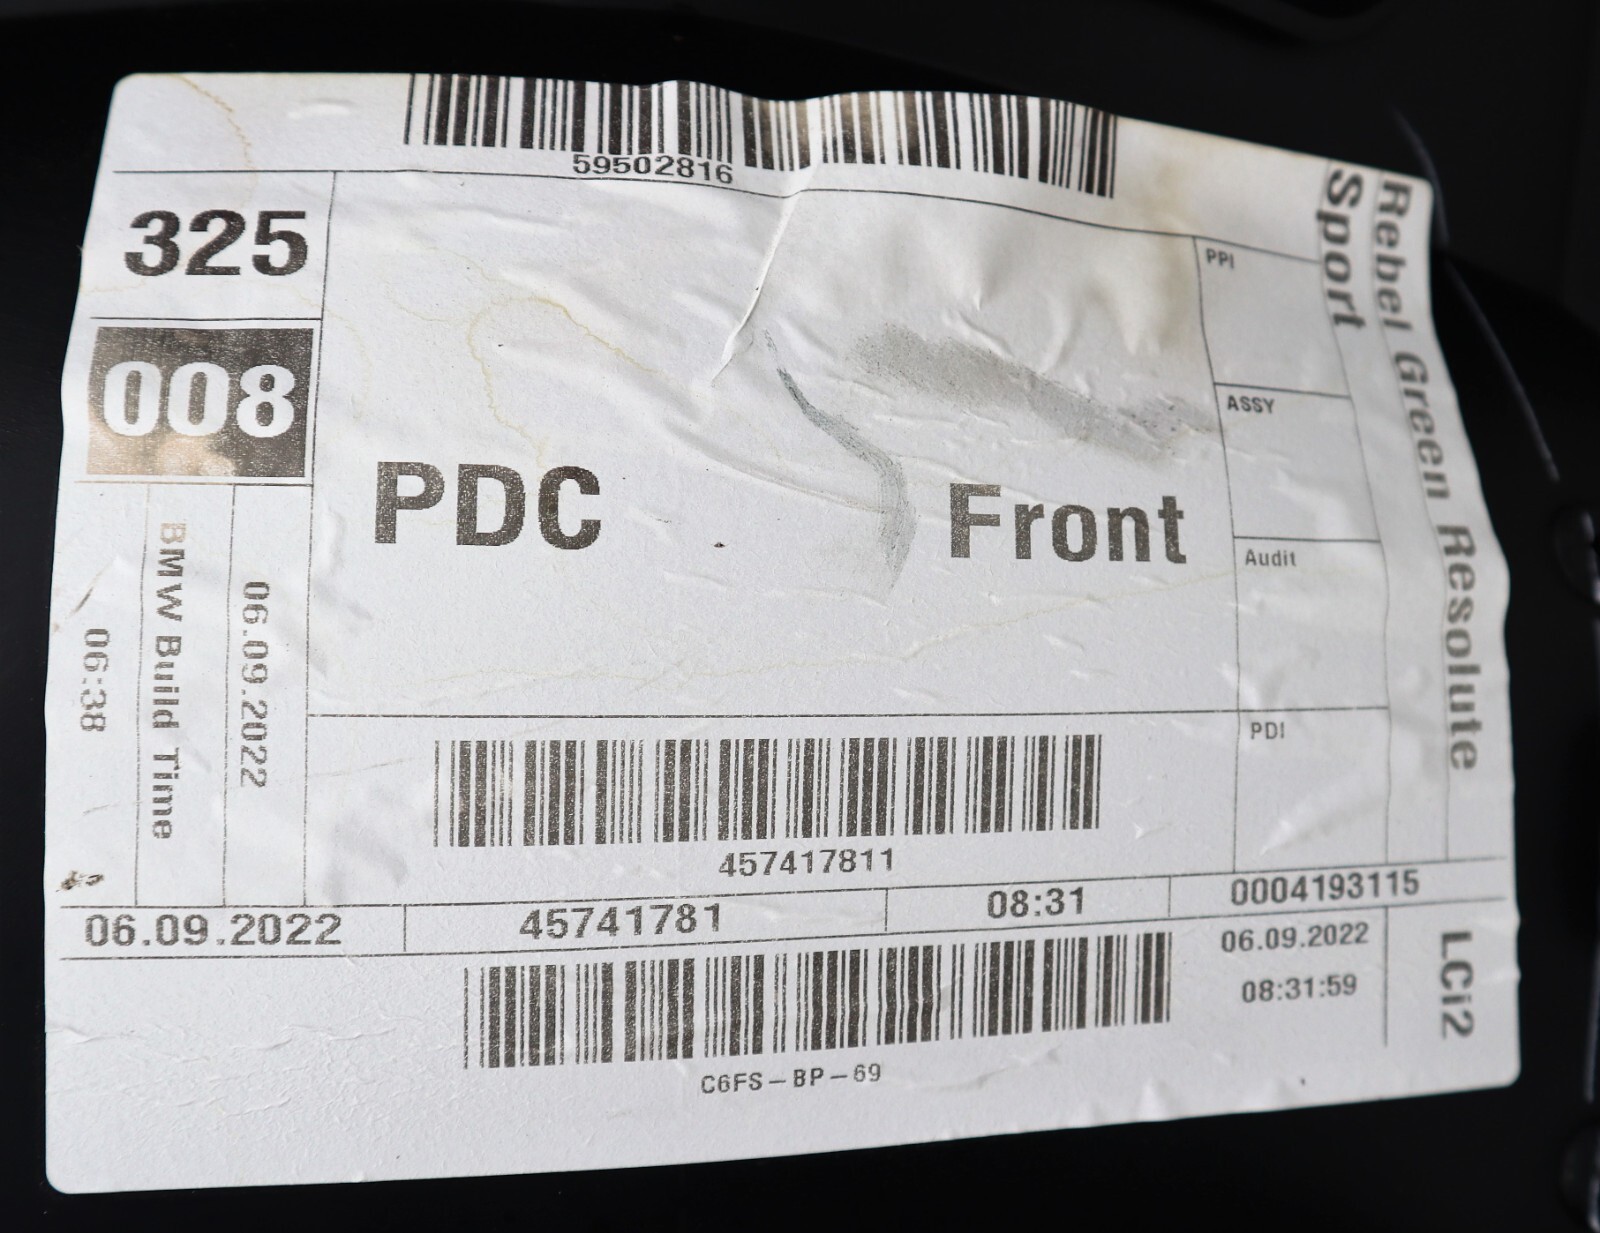 59502816
325
008
PDC Front
PPI
ASSY
Audit
PDI
Rebel Green Resolute
Sport
06.09.2022
BMW Build Time
06:38
457417811
06.09.2022 45741781 08:31 0004193115
06.09.2022
08:31:59
LCi2
C6FS-BP-69